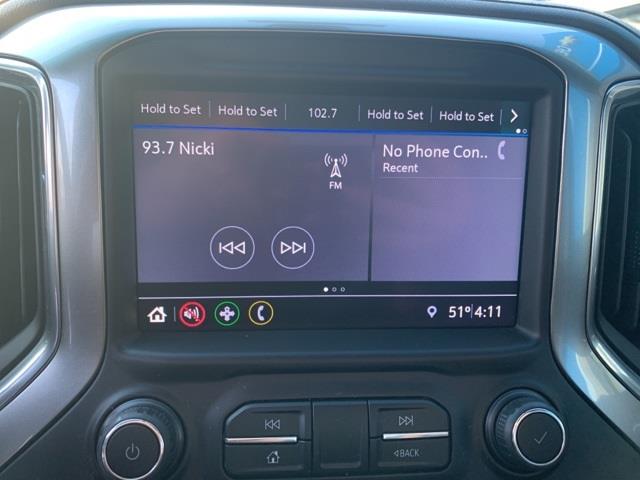 Hold to Set Hold to Set 102.7 Hold to Set Hold to Set
93.7 Nicki
FM
No Phone Con..
Recent
51° 4:11
BACK